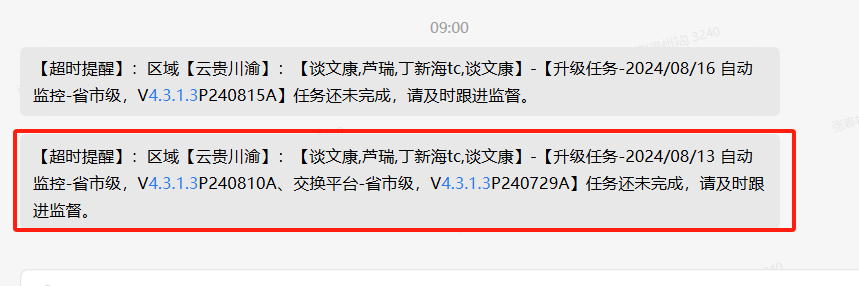 09:00
【超时提醒】：区域【云贵川渝】：【谈文康,芦瑞,丁新海tc,谈文康】-【升级任务-2024/08/16 自动
监控-省市级，V4.3.1.3P240815A】任务还未完成，请及时跟进监督。
【超时提醒】：区域【云贵川渝】：【谈文康,芦瑞,丁新海tc,谈文康】-【升级任务-2024/08/13 自动
监控-省市级，V4.3.1.3P240810A、交换平台-省市级，V4.3.1.3P240729A】任务还未完成，请及时跟
进监督。